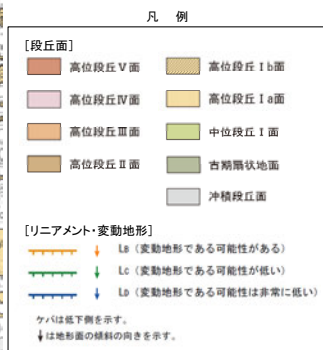 凡 例
[段丘面]
高位段丘Ⅴ面
高位段丘Ⅰb面
高位段丘Ⅳ面
高位段丘Ⅰa面
高位段丘Ⅲ面
中位段丘Ⅰ面
高位段丘Ⅱ面
古期扇状地面
沖積段丘面
[リニアメント・変動地形]
LB (変動地形である可能性がある)
LC (変動地形である可能性が低い)
LD (変動地形である可能性は非常に低い)
ケバは低下側を示す。
↓は地形面の傾斜の向きを示す。